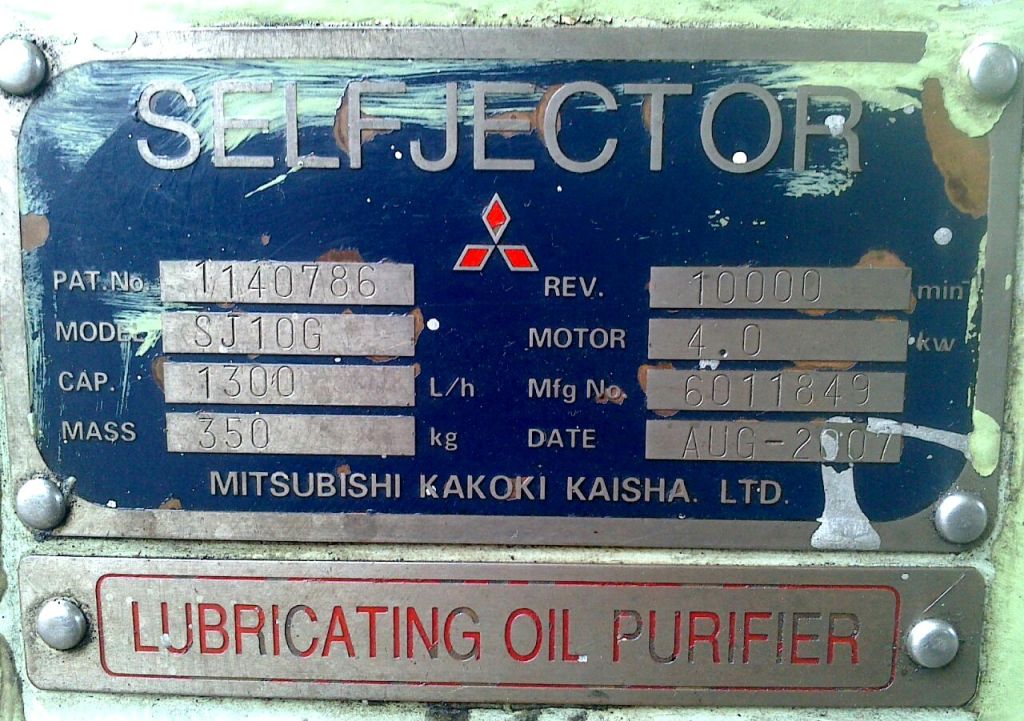 SELFJECTOR
PAT.No. 1140786 REV. 10000 min
MODEL SJ10G MOTOR 4.0 kw
CAP. 1300 L/h Mfg No. 6011849
MASS 350 kg DATE AUG-2007
MITSUBISHI KAKOKI KAISHA. LTD.
LUBRICATING OIL PURIFIER